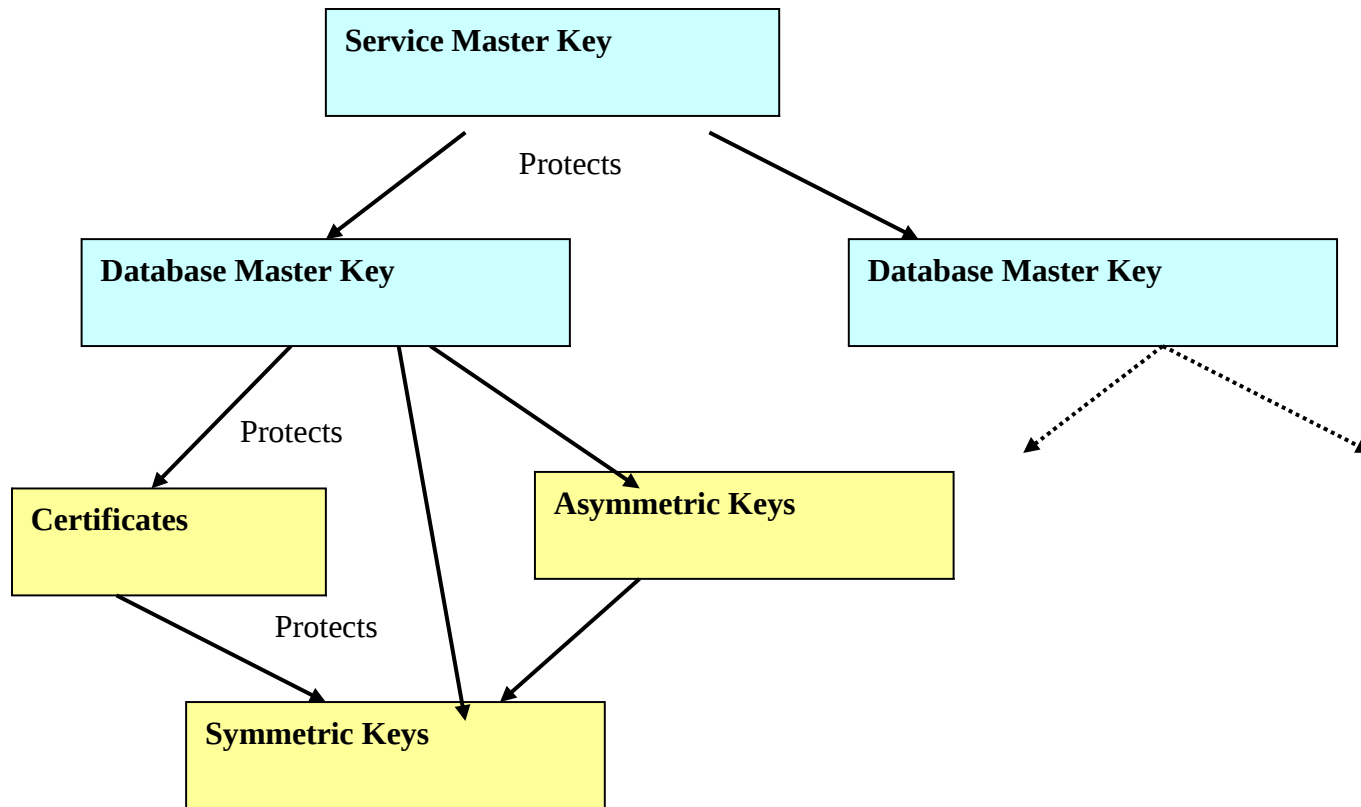 Service Master Key
Protects
Database Master Key
Database Master Key
Protects
Certificates
Asymmetric Keys
Protects
Symmetric Keys